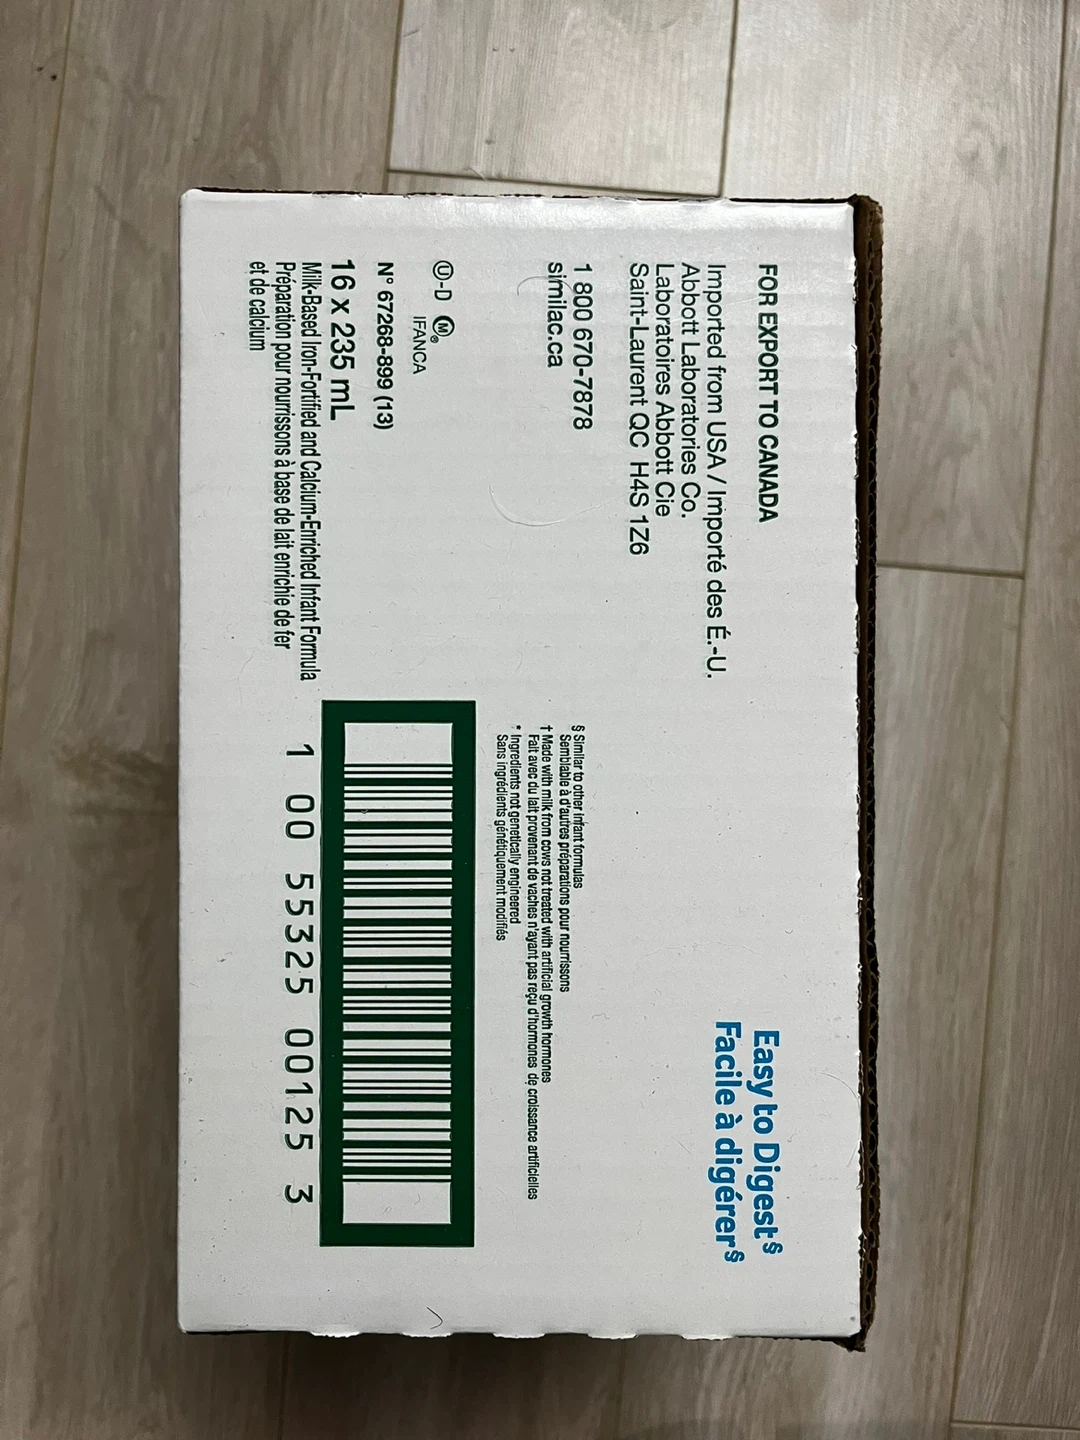 FOR EXPORT TO CANADA
Imported from USA / Importé des É.-U.
Abbott Laboratories Co.
Laboratoires Abbott Cie
Saint-Laurent QC H4S 1Z6
1 800 670-7878
similac.ca
Ⓤ-D Ⓜ®
IFANCA
N° 67268-899 (13)
16 x 235 mL
Milk-Based Iron-Fortified and Calcium-Enriched Infant Formula
Préparation pour nourrissons à base de lait enrichie de fer
et de calcium
Easy to Digest§
Facile à digérer§
§ Similar to other infant formulas
Semblable à d'autres préparations pour nourrissons
† Made with milk from cows not treated with artificial growth hormones
Fait avec du lait provenant de vaches n'ayant pas reçu d'hormones de croissance artificielles
* Ingredients not genetically engineered
Sans ingrédients génétiquement modifiés
1 00 55325 00125 3